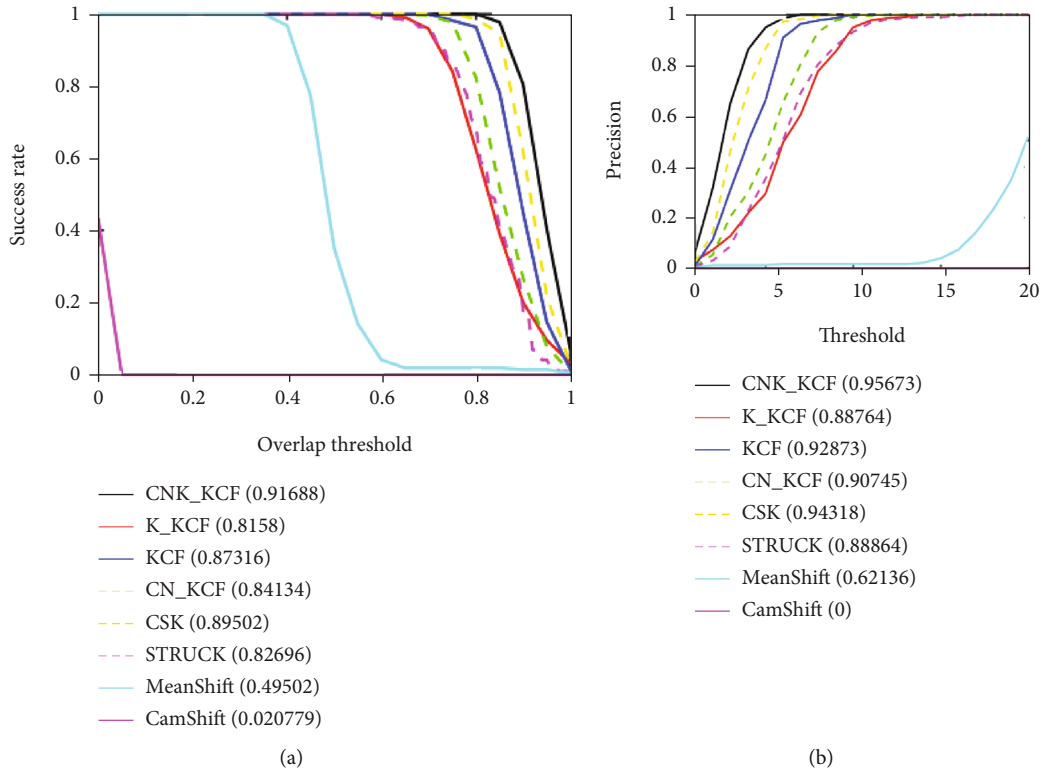 1
0.8
0.6
0.4
0.2
0
Success rate
0 0.2 0.4 0.6 0.8 1
Overlap threshold
CNK_KCF (0.91688)
K_KCF (0.8158)
KCF (0.87316)
CN_KCF (0.84134)
CSK (0.89502)
STRUCK (0.82696)
MeanShift (0.49502)
CamShift (0.020779)
(a)
1
0.8
0.6
0.4
0.2
0
Precision
0 5 10 15 20
Threshold
CNK_KCF (0.95673)
K_KCF (0.88764)
KCF (0.92873)
CN_KCF (0.90745)
CSK (0.94318)
STRUCK (0.88864)
MeanShift (0.62136)
CamShift (0)
(b)